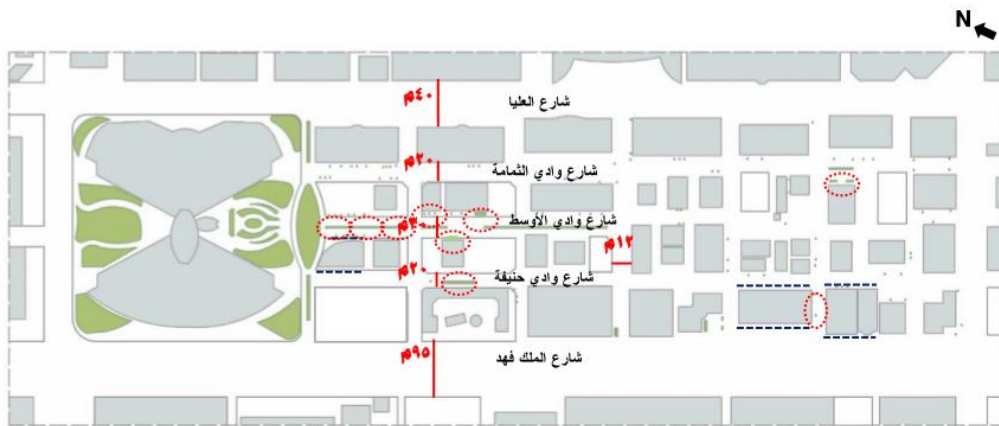 N
٤٠م
شارع العليا
٢٠م
شارع وادي الثمامة
٣٠م
شارع وادي الأوسط
١٢م
٢٠م
شارع وادي حنيفة
٩٥م
شارع الملك فهد